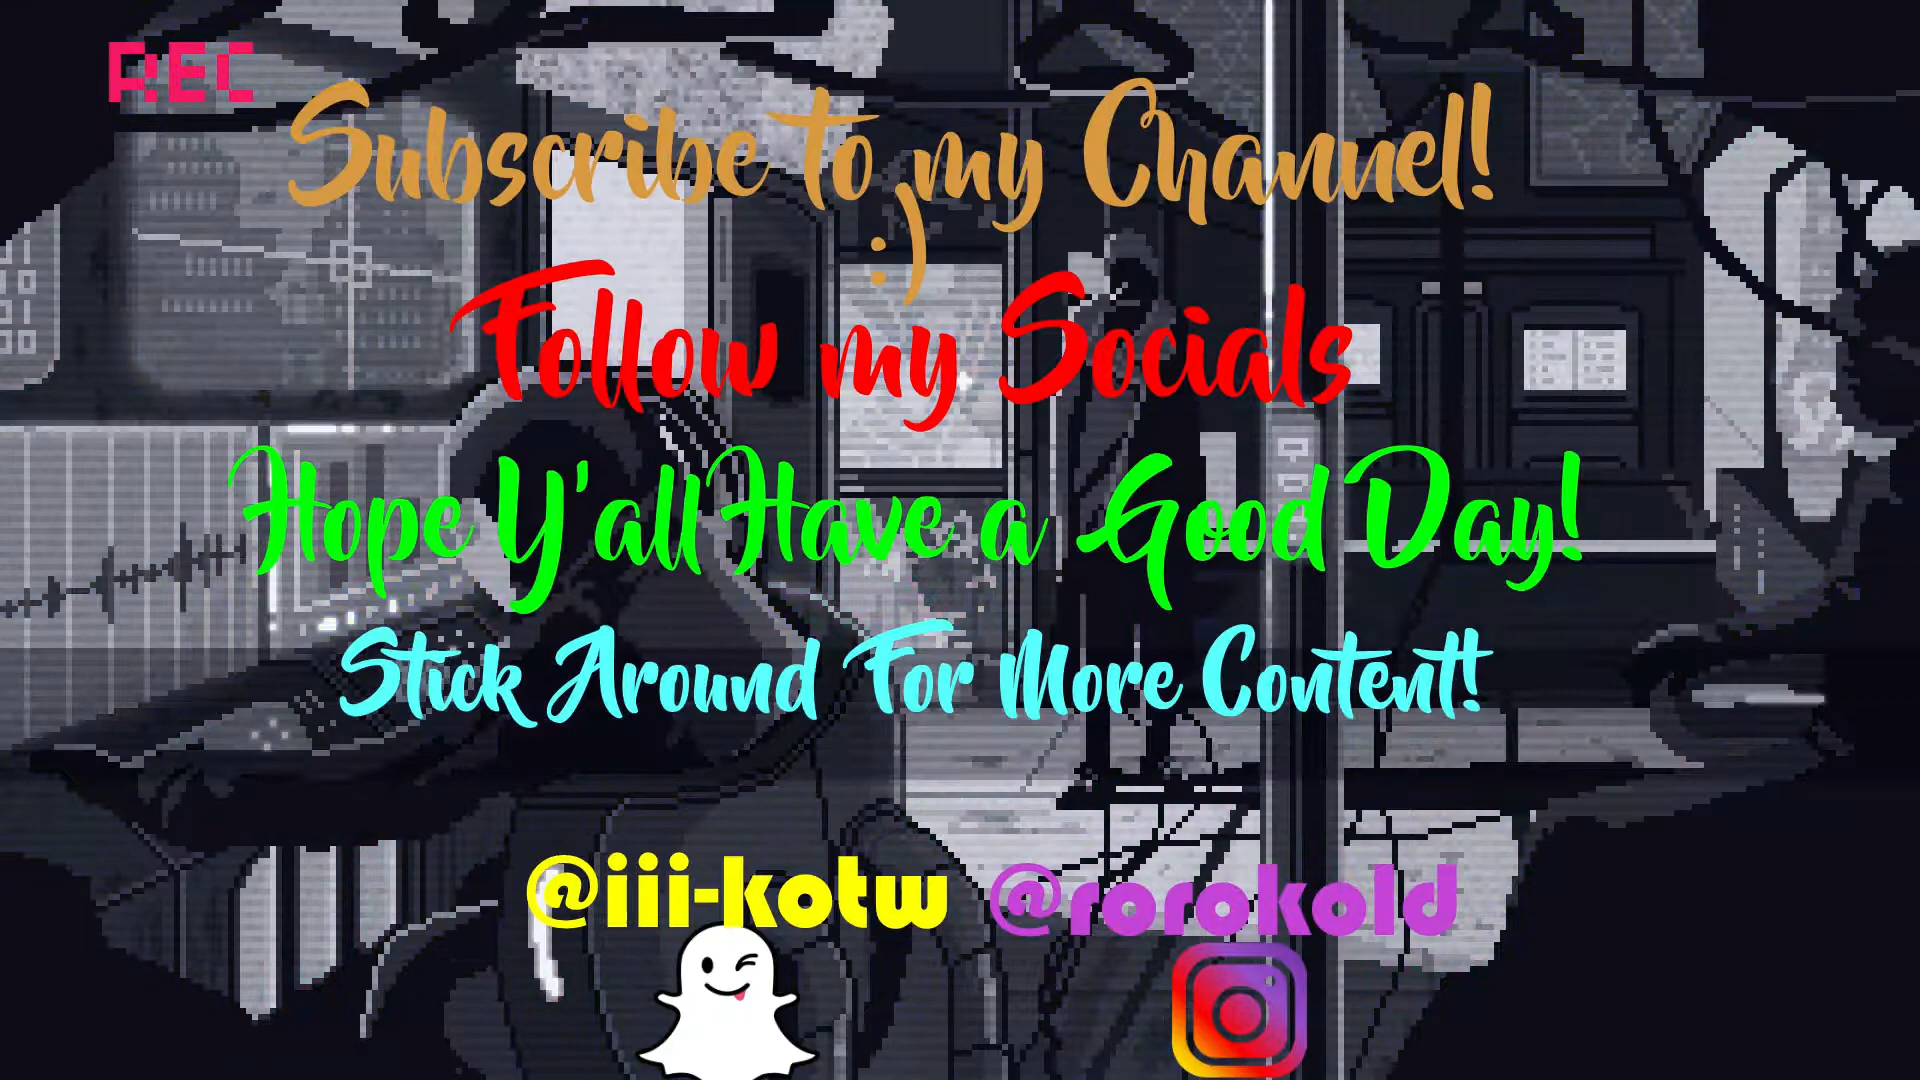 REC
Subscribe to my Channel!
:)
Follow my Socials
Hope Y'all Have a Good Day!
Stick Around For More Content!
@iii-kotw @rorokold